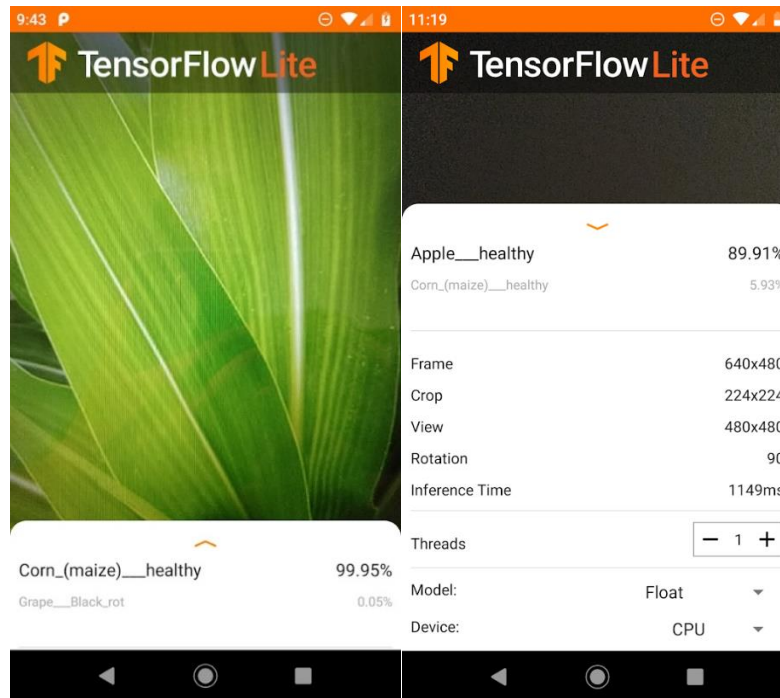 9:43
TensorFlow Lite
Corn_(maize)___healthy 99.95%
Grape___Black_rot 0.05%
11:19
TensorFlow Lite
Apple___healthy 89.91%
Corn_(maize)___healthy 5.93%
Frame 640x480
Crop 224x224
View 480x480
Rotation 90
Inference Time 1149ms
Threads 1
Model: Float
Device: CPU